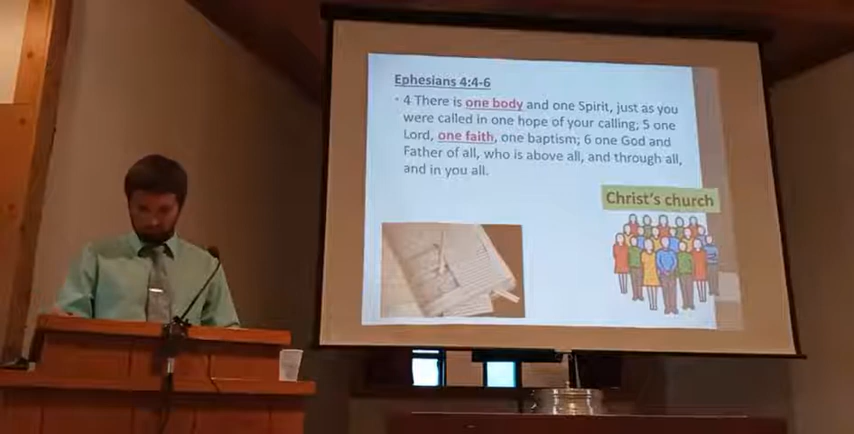 Ephesians 4:4-6
• 4 There is one body and one Spirit, just as you
were called in one hope of your calling; 5 one
Lord, one faith, one baptism; 6 one God and
Father of all, who is above all, and through all,
and in you all.
Christ's church